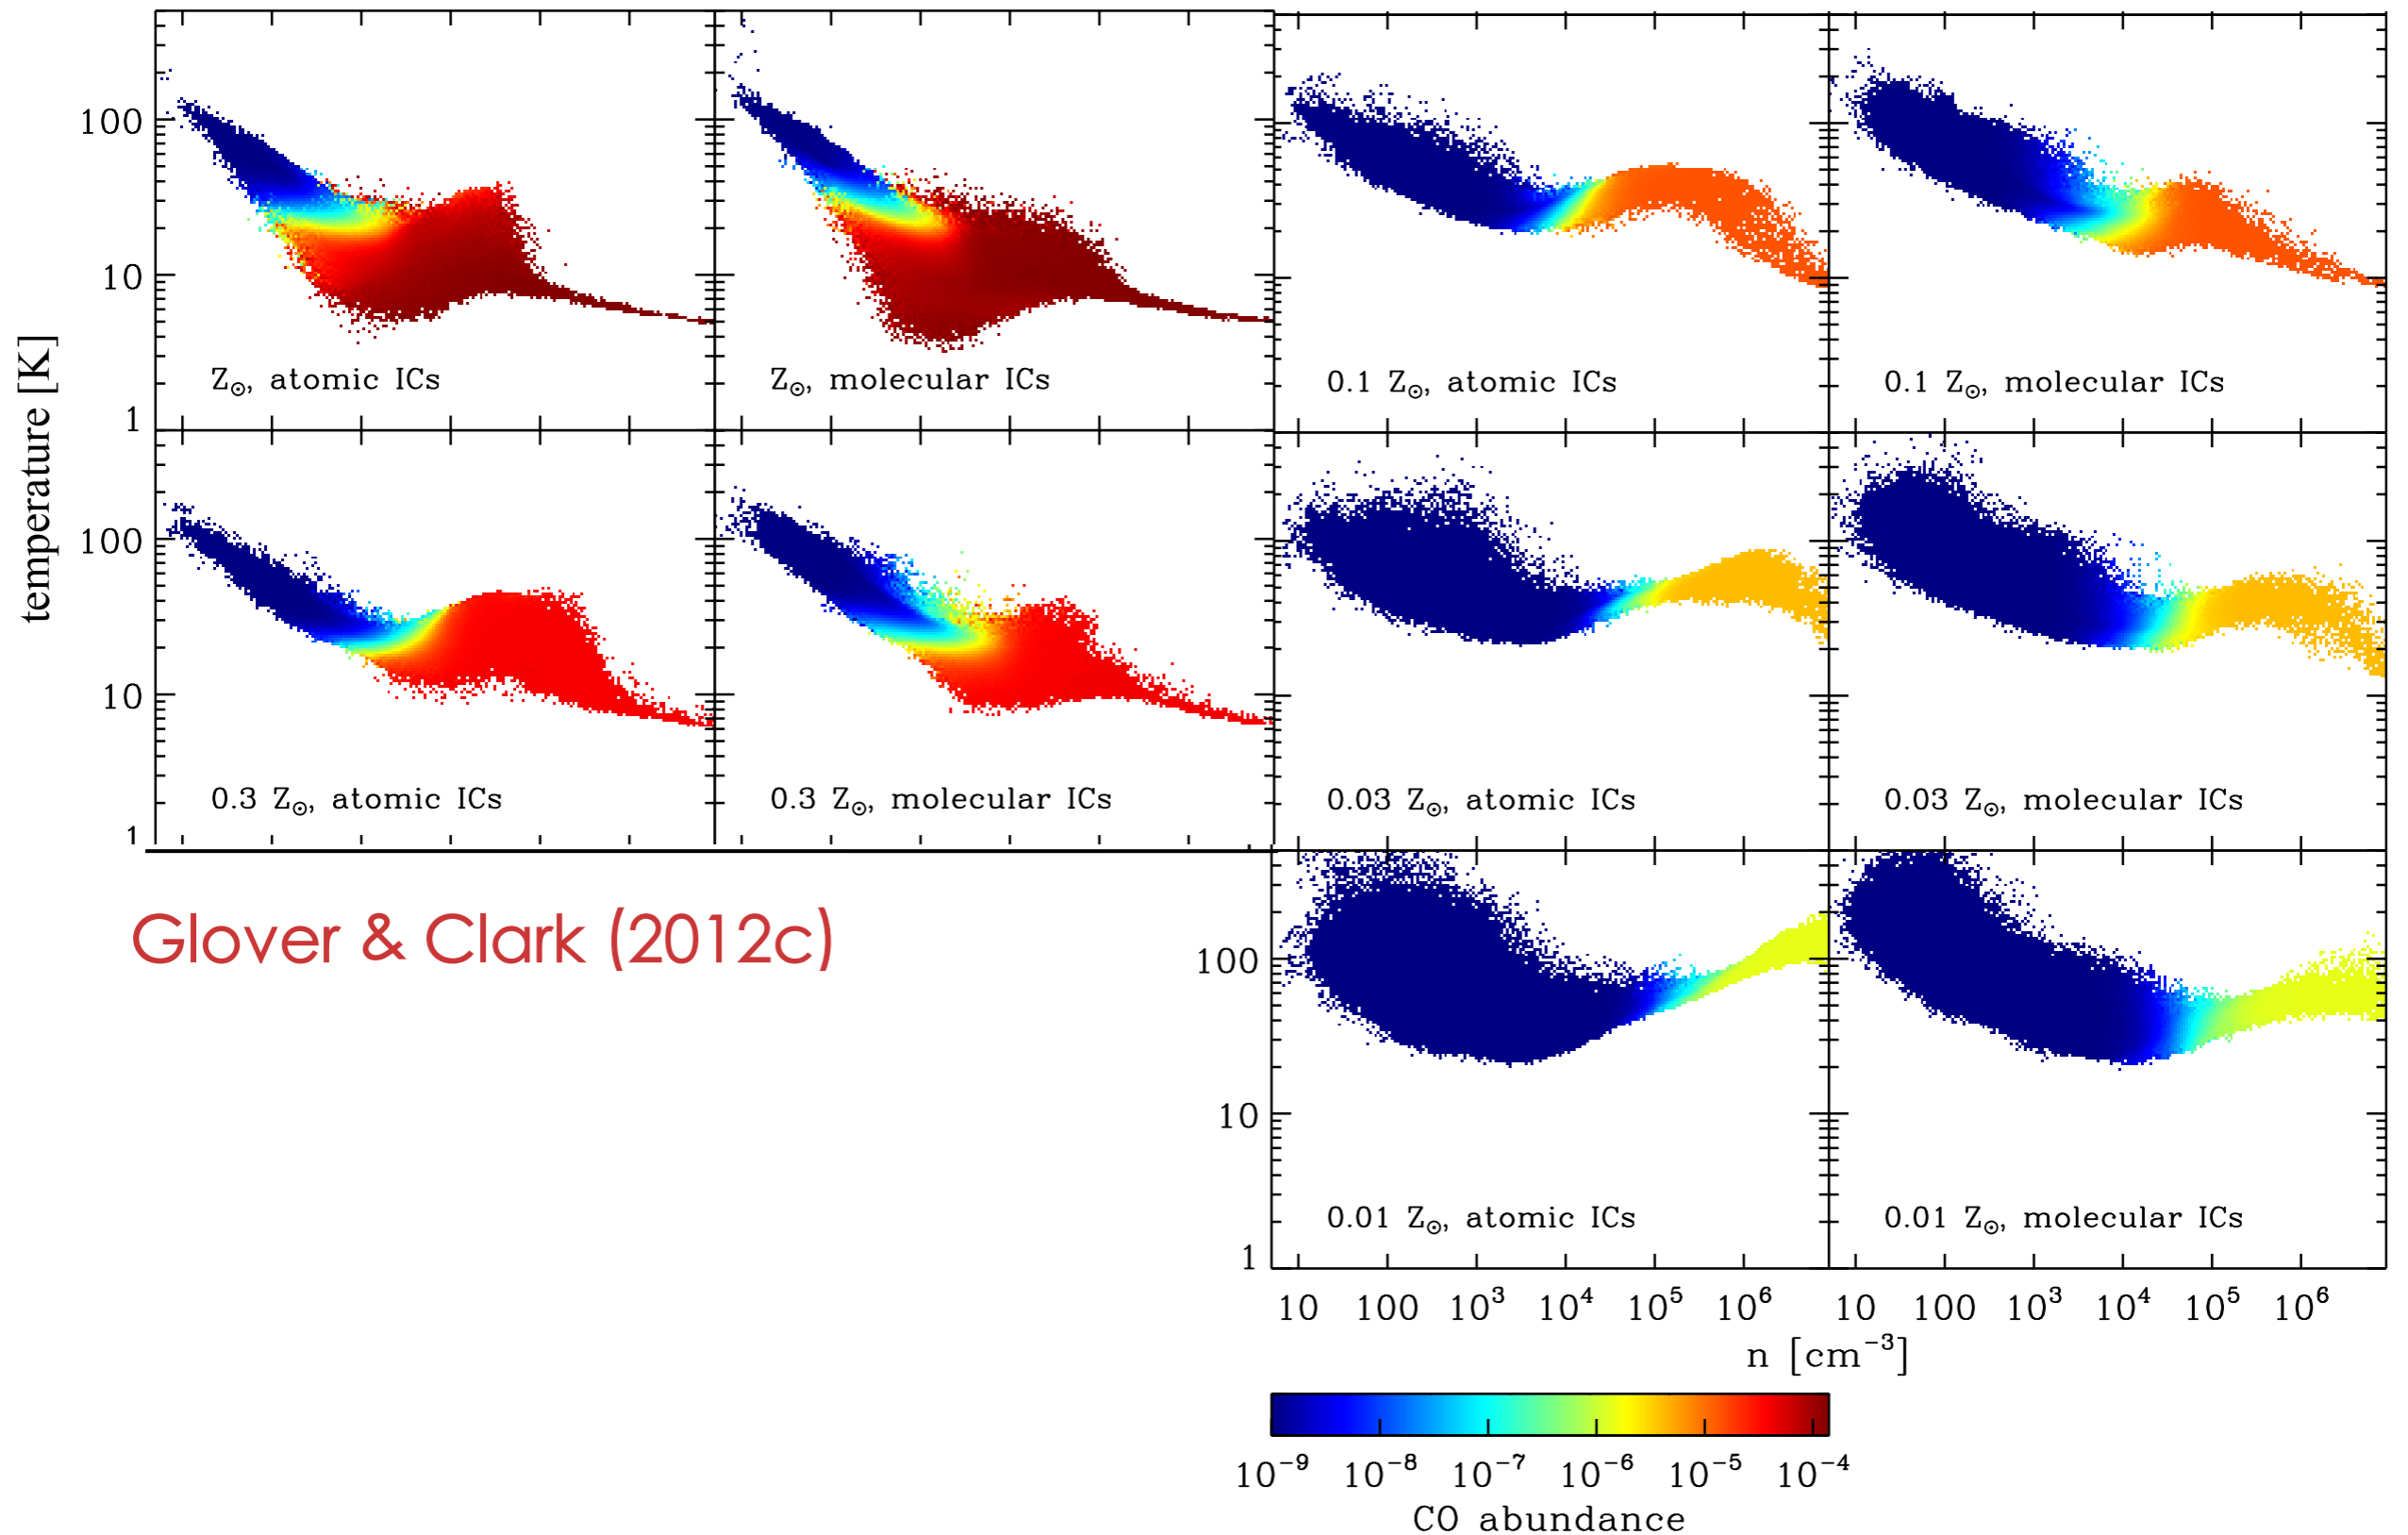 100
10
1
temperature [K]
Z⊙, atomic ICs
Z⊙, molecular ICs
0.1 Z⊙, atomic ICs
0.1 Z⊙, molecular ICs
100
10
1
0.3 Z⊙, atomic ICs
0.3 Z⊙, molecular ICs
0.03 Z⊙, atomic ICs
0.03 Z⊙, molecular ICs
Glover & Clark (2012c)
100
10
1
0.01 Z⊙, atomic ICs
0.01 Z⊙, molecular ICs
10 100 10³ 10⁴ 10⁵ 10⁶
10 100 10³ 10⁴ 10⁵ 10⁶
n [cm⁻³]
10⁻⁹ 10⁻⁸ 10⁻⁷ 10⁻⁶ 10⁻⁵ 10⁻⁴
CO abundance